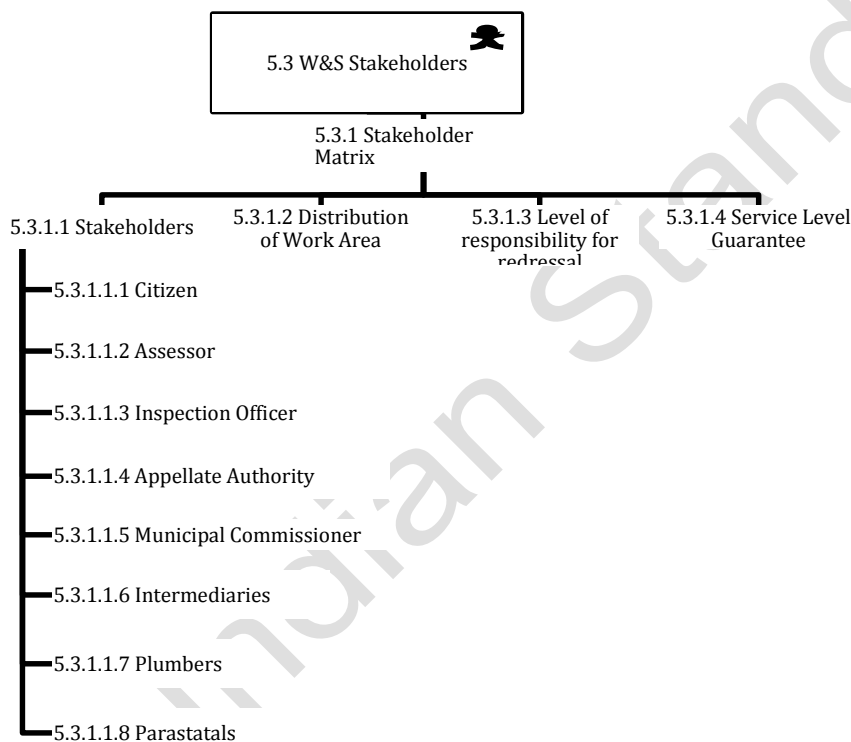 5.3 W&S Stakeholders
5.3.1 Stakeholder
Matrix
5.3.1.1 Stakeholders
5.3.1.2 Distribution
of Work Area
5.3.1.3 Level of
responsibility for
redressal
5.3.1.4 Service Level
Guarantee
5.3.1.1.1 Citizen
5.3.1.1.2 Assessor
5.3.1.1.3 Inspection Officer
5.3.1.1.4 Appellate Authority
5.3.1.1.5 Municipal Commissioner
5.3.1.1.6 Intermediaries
5.3.1.1.7 Plumbers
5.3.1.1.8 Parastatals
Indian Stand